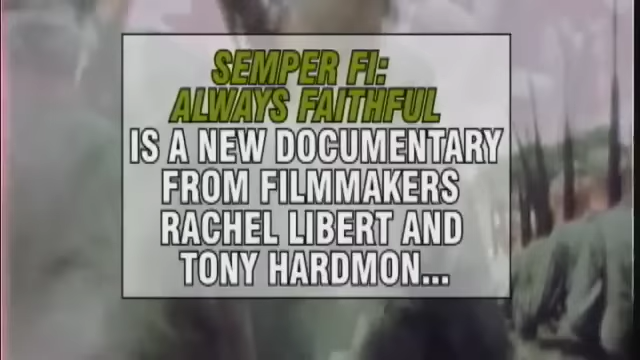 SEMPER FI:
ALWAYS FAITHFUL
IS A NEW DOCUMENTARY
FROM FILMMAKERS
RACHEL LIBERT AND
TONY HARDMON...